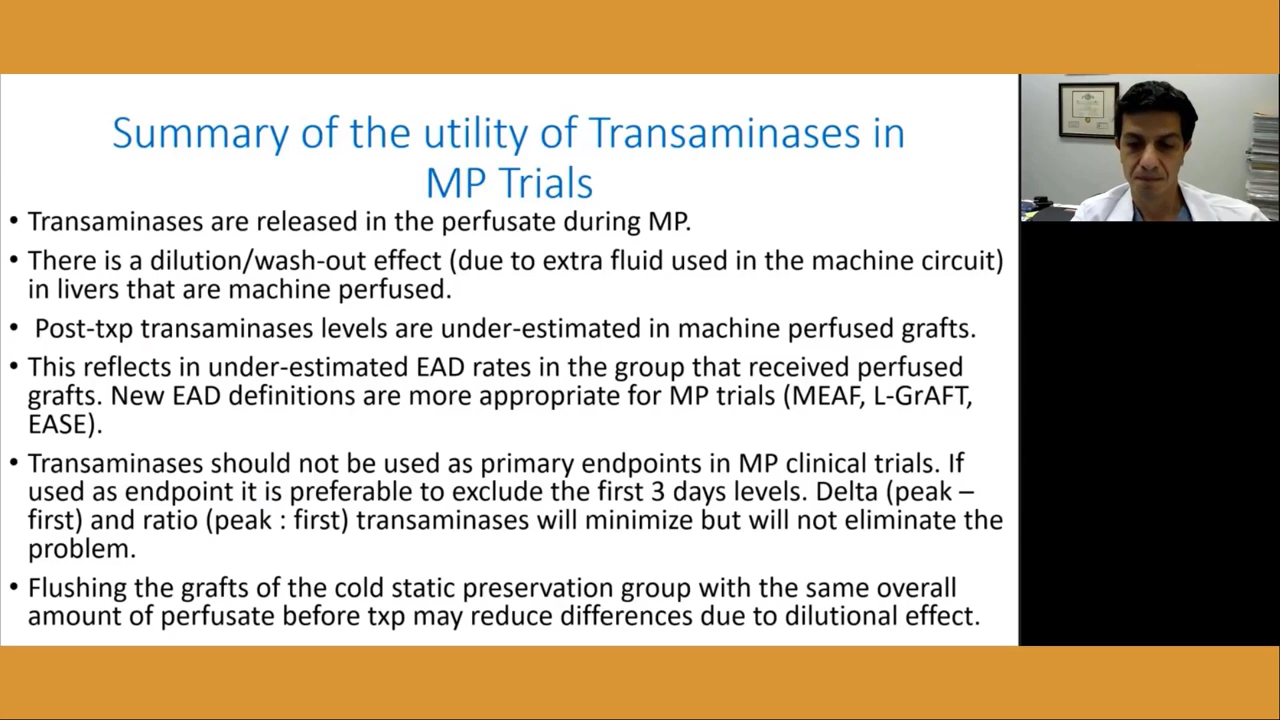 Summary of the utility of Transaminases in
MP Trials
• Transaminases are released in the perfusate during MP.
• There is a dilution/wash-out effect (due to extra fluid used in the machine circuit)
in livers that are machine perfused.
• Post-txp transaminases levels are under-estimated in machine perfused grafts.
• This reflects in under-estimated EAD rates in the group that received perfused
grafts. New EAD definitions are more appropriate for MP trials (MEAF, L-GrAFT,
EASE).
• Transaminases should not be used as primary endpoints in MP clinical trials. If
used as endpoint it is preferable to exclude the first 3 days levels. Delta (peak –
first) and ratio (peak : first) transaminases will minimize but will not eliminate the
problem.
• Flushing the grafts of the cold static preservation group with the same overall
amount of perfusate before txp may reduce differences due to dilutional effect.